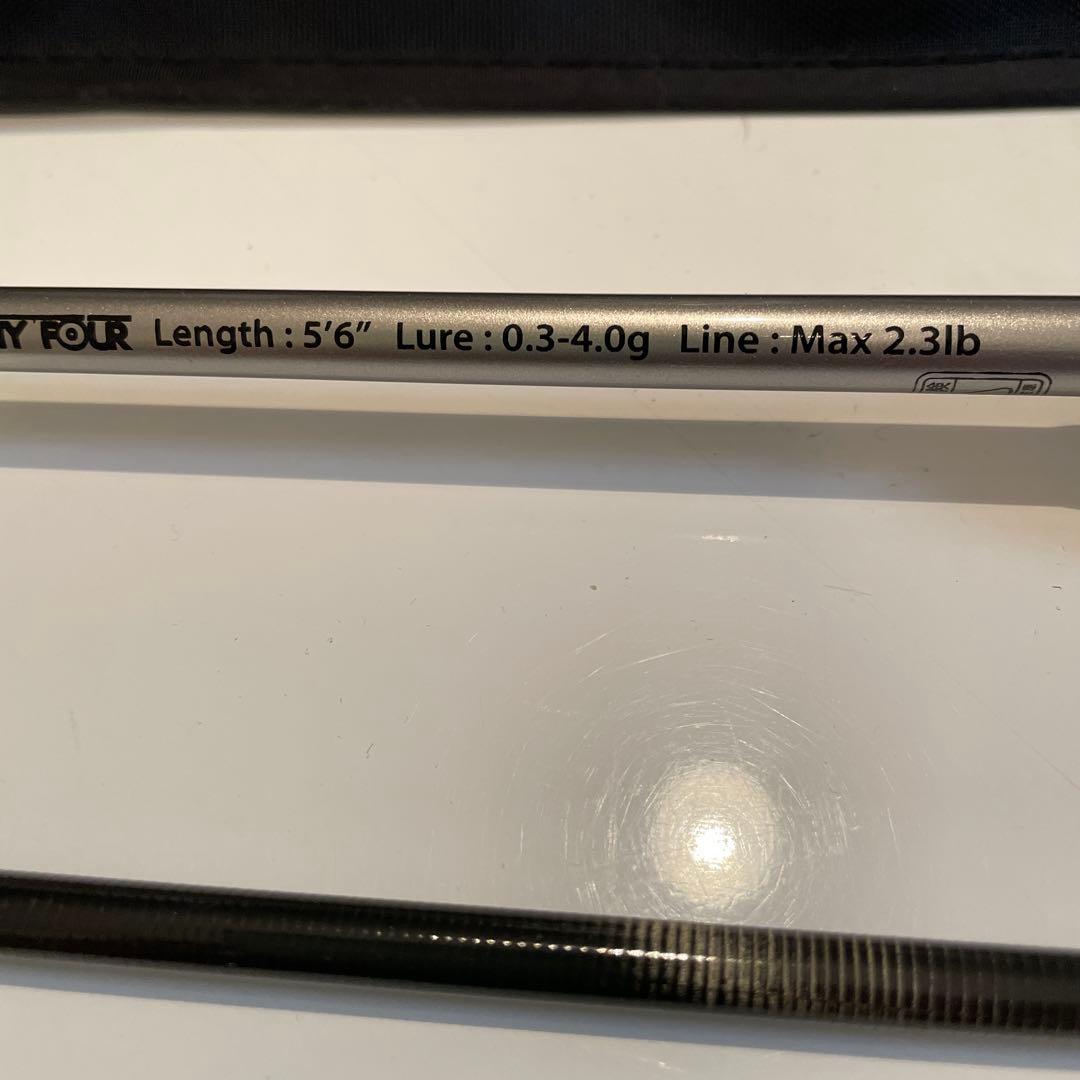 FOUR Length : 5’6” Lure : 0.3-4.0g Line : Max 2.3lb